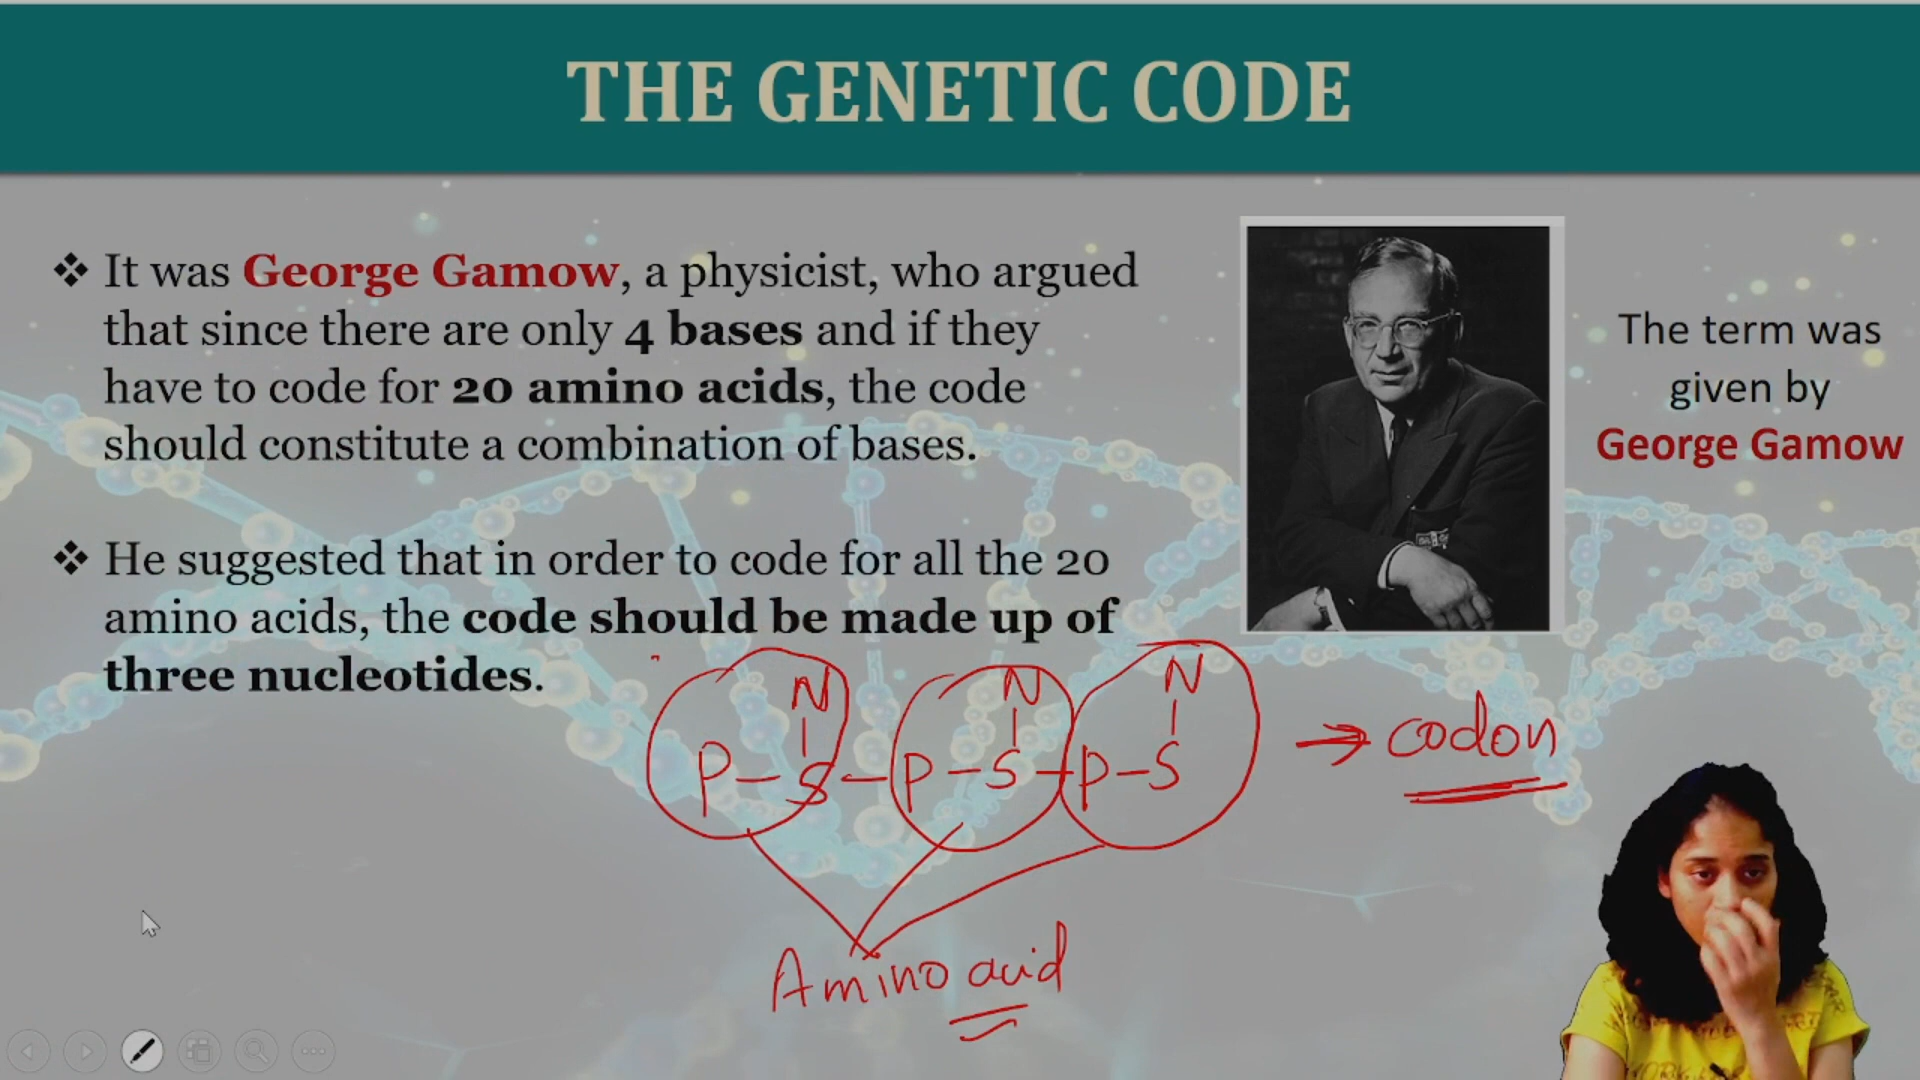 THE GENETIC CODE
❖ It was George Gamow, a physicist, who argued
that since there are only 4 bases and if they
have to code for 20 amino acids, the code
should constitute a combination of bases.
❖ He suggested that in order to code for all the 20
amino acids, the code should be made up of
three nucleotides.
The term was
given by
George Gamow
N N N
P-S-P-S-P-S
→ codon
Amino acid